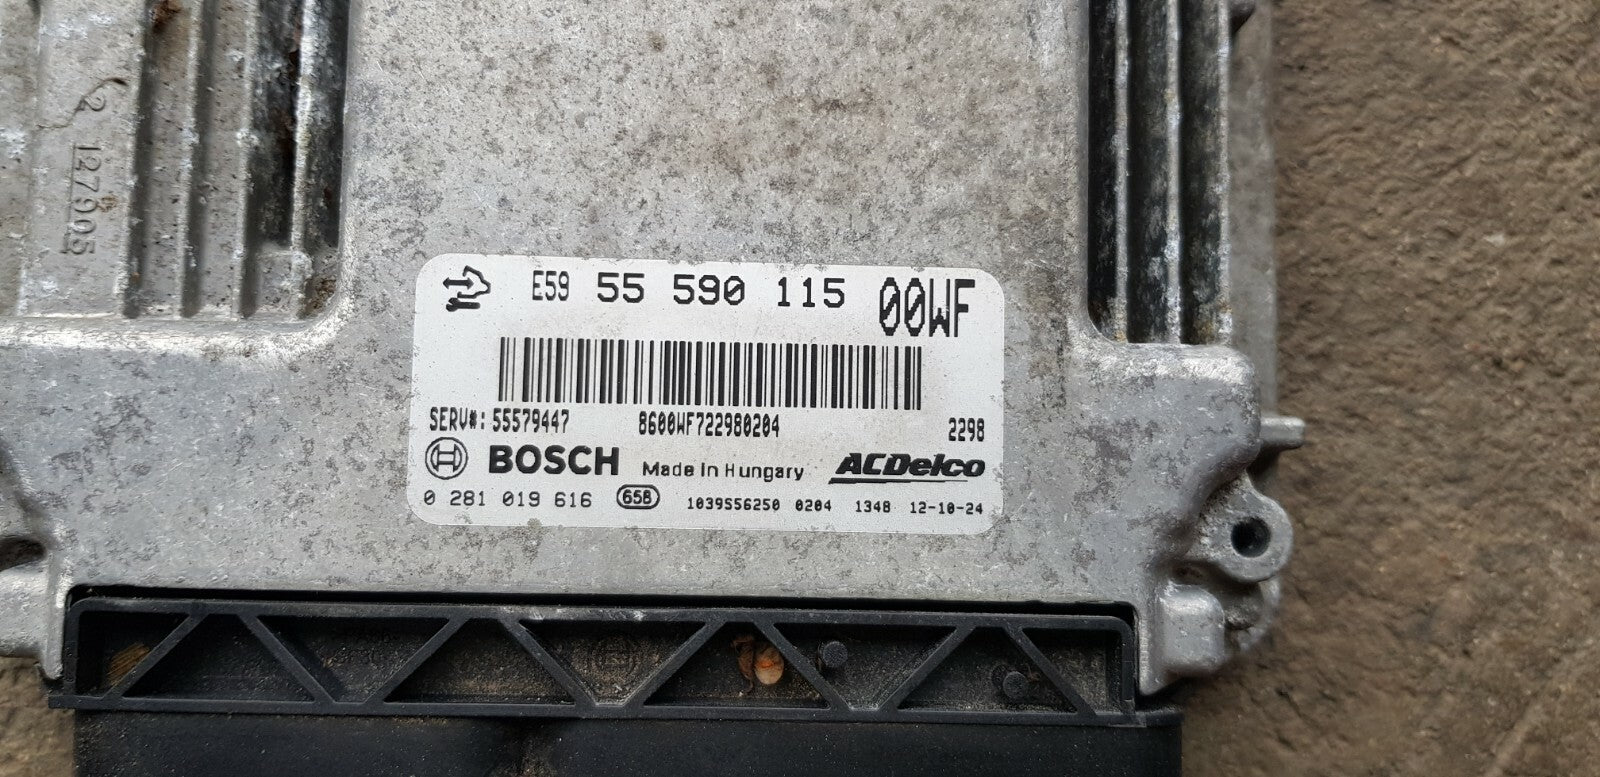 2 127905
E59 55 590 115 00WF
SERV#: 55579447 8600WF722980204 2298
BOSCH Made in Hungary ACDelco
0 281 019 616 658 1039S56250 0204 1348 12-10-24